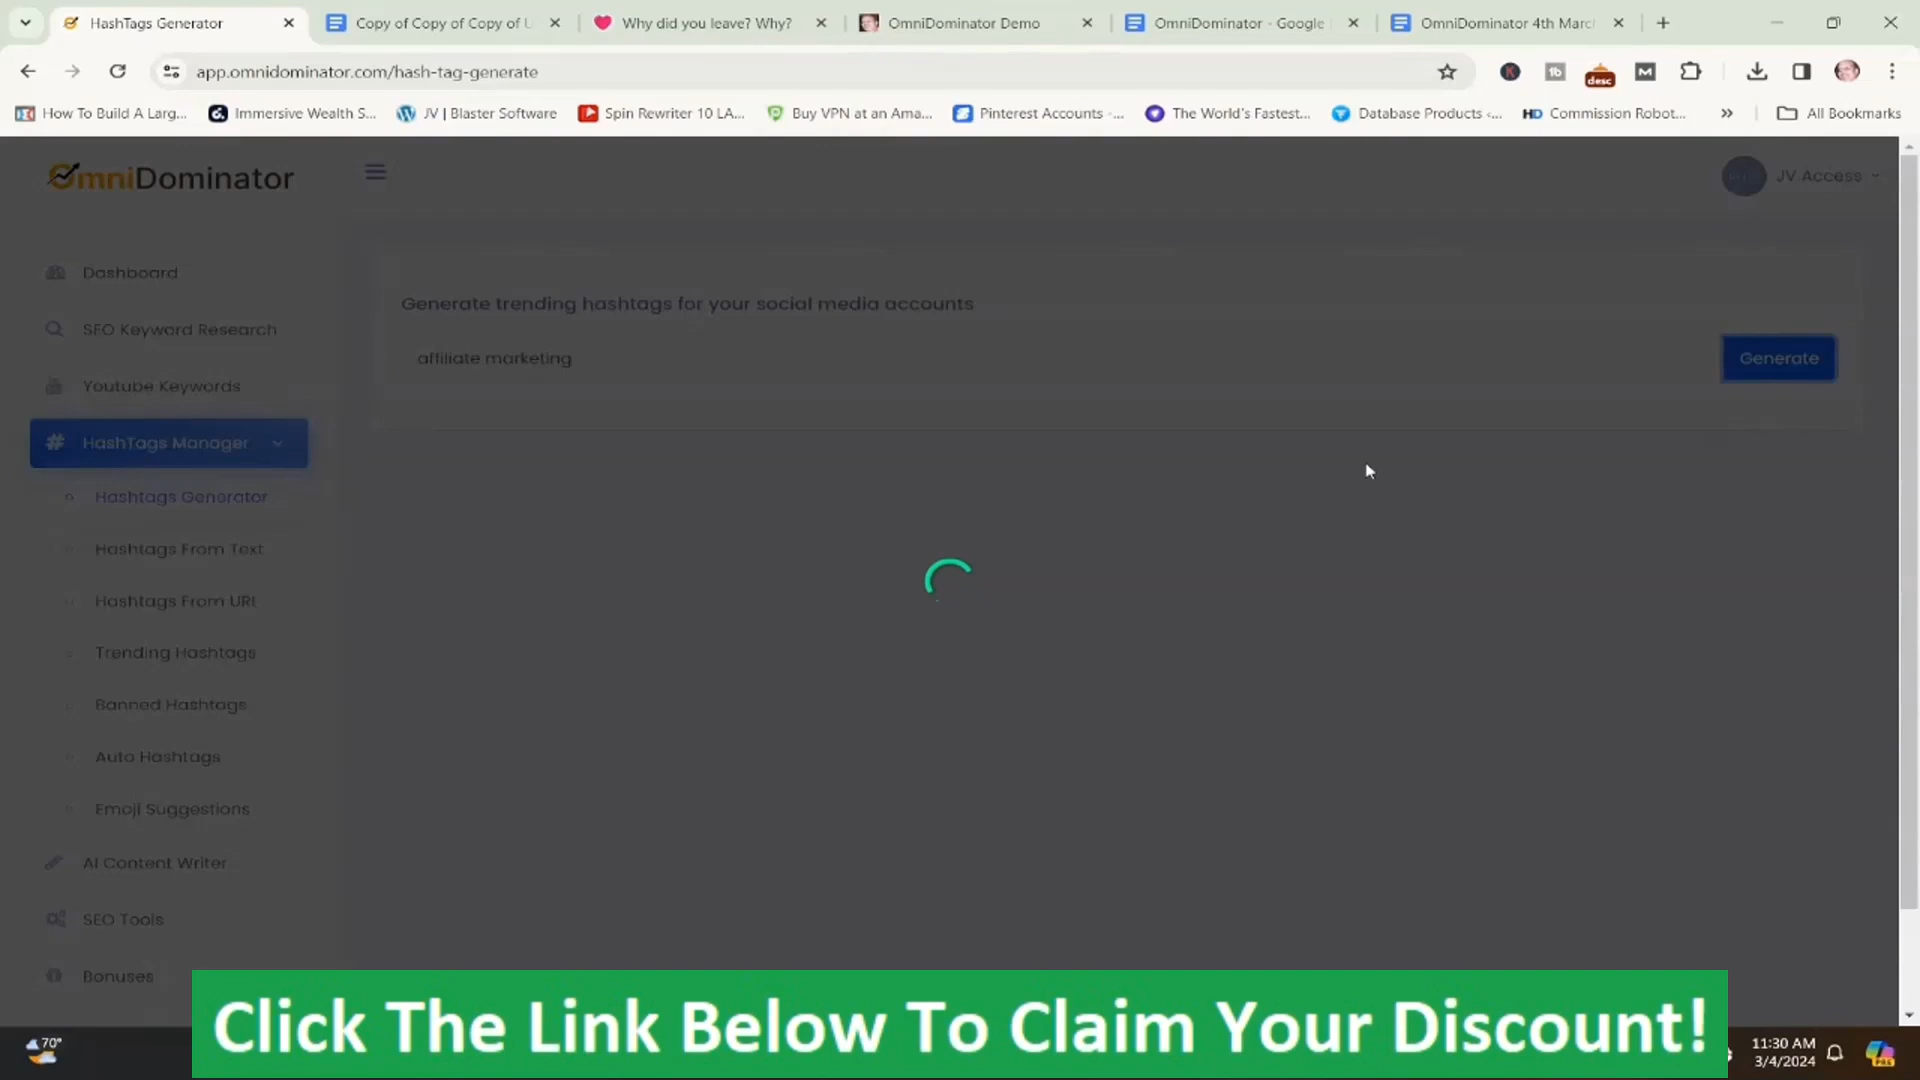 HashTags Generator
Copy of Copy of Copy of U
Why did you leave? Why?
OmniDominator Demo
OmniDominator - Google
OmniDominator 4th Marc
app.omnidominator.com/hash-tag-generate
desc
How To Build A Larg...
Immersive Wealth S...
JV | Blaster Software
Spin Rewriter 10 LA...
Buy VPN at an Ama...
Pinterest Accounts -...
The World's Fastest...
Database Products <...
HD Commission Robot...
All Bookmarks
OmniDominator
JV Access
Dashboard
SEO Keyword Research
Youtube Keywords
HashTags Manager
Hashtags Generator
Hashtags From Text
Hashtags From URL
Trending Hashtags
Banned Hashtags
Auto Hashtags
Emoji Suggestions
AI Content Writer
SEO Tools
Bonuses
Generate trending hashtags for your social media accounts
affiliate marketing
Generate
Click The Link Below To Claim Your Discount!
70°
11:30 AM
3/4/2024